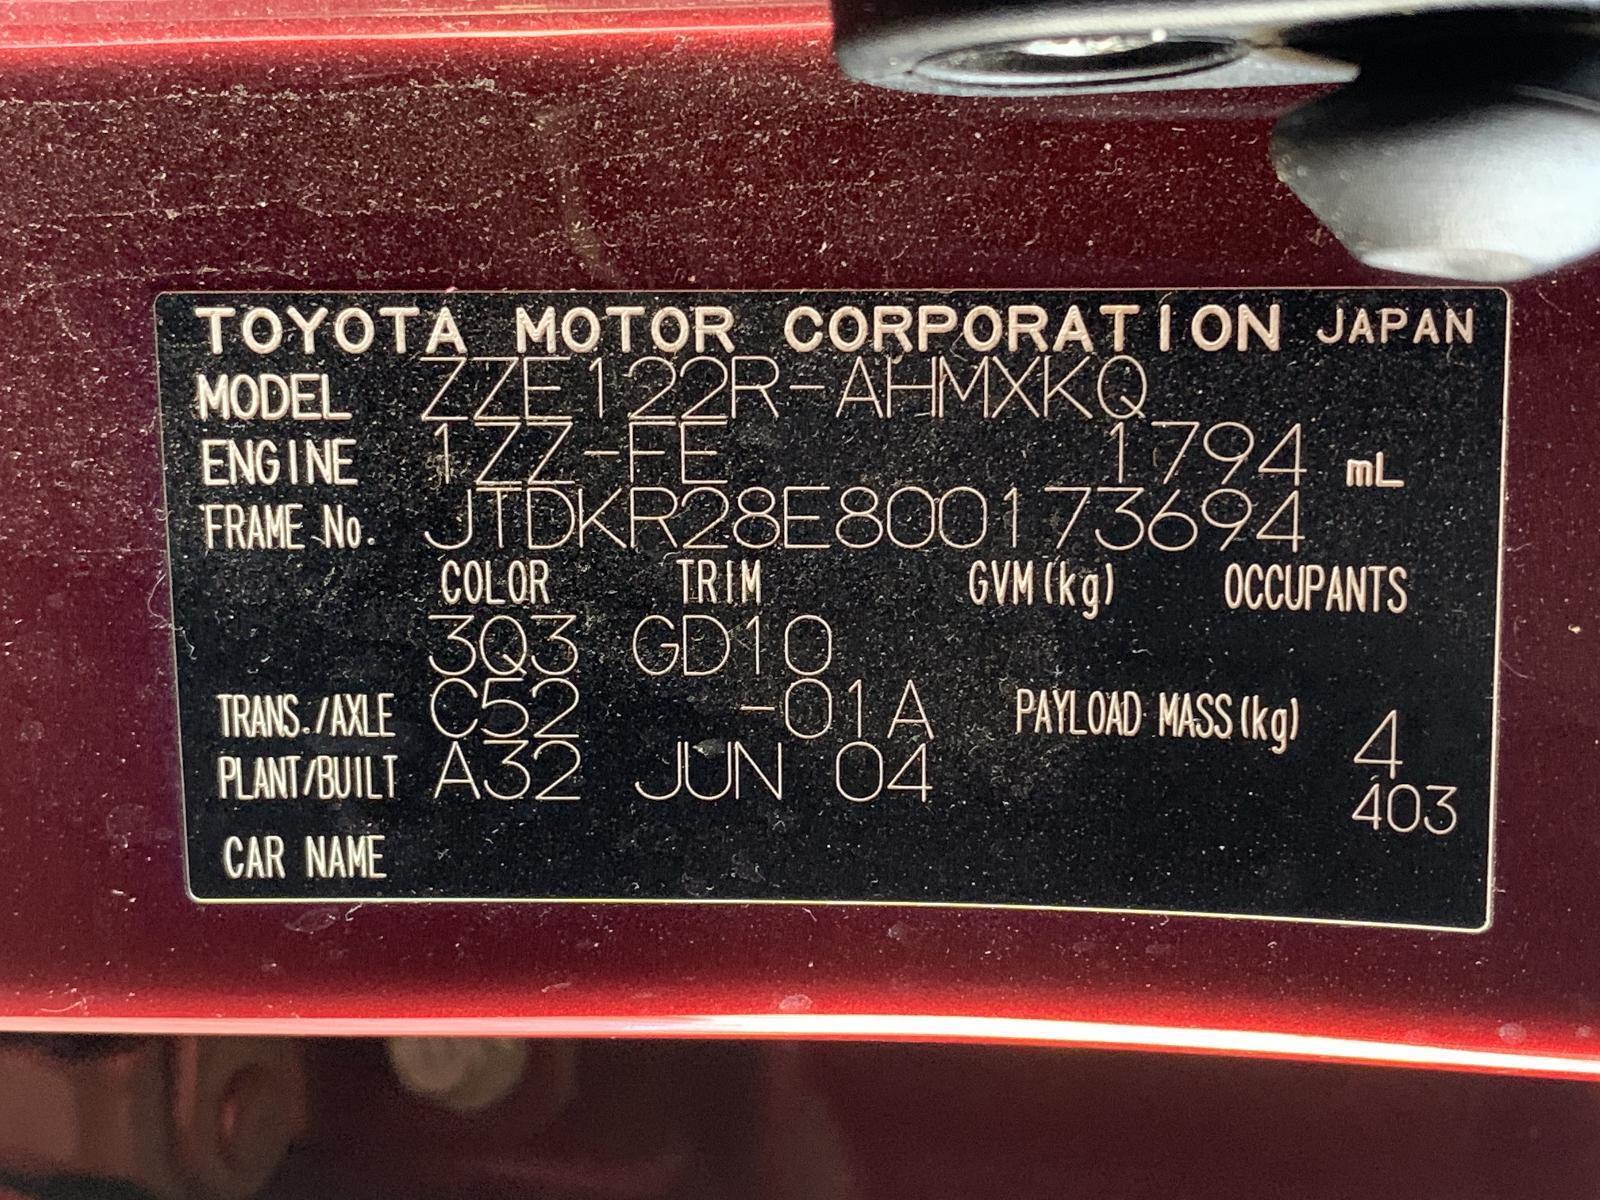 TOYOTA MOTOR CORPORATION JAPAN
MODEL ZZE122R-AHMXKQ
ENGINE 1ZZ-FE 1794 mL
FRAME No. JTDKR28E800173694
COLOR TRIM GVM(kg) OCCUPANTS
3Q3 GD10
TRANS./AXLE C52 -01A PAYLOAD MASS(kg) 4
PLANT/BUILT A32 JUN 04 403
CAR NAME